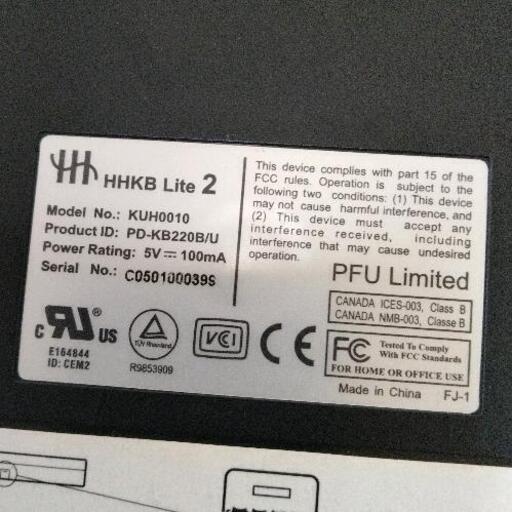 HHKB Lite 2
Model No.: KUH0010
Product ID: PD-KB220B/U
Power Rating: 5V⎓100mA
Serial No.: C050100039S
This device complies with part 15 of the
FCC rules. Operation is subject to the
following two conditions: (1) This device
may not cause harmful interference, and
(2) This device must accept any
interference received, including
interference that may cause undesired
operation.
PFU Limited
CANADA ICES-003, Class B
CANADA NMB-003, Classe B
C UR ® US
E164844
ID: CEM2
TÜV Rheinland
R9853909
VCI
CE
FC Tested To Comply
With FCC Standards
FOR HOME OR OFFICE USE
Made in China FJ-1